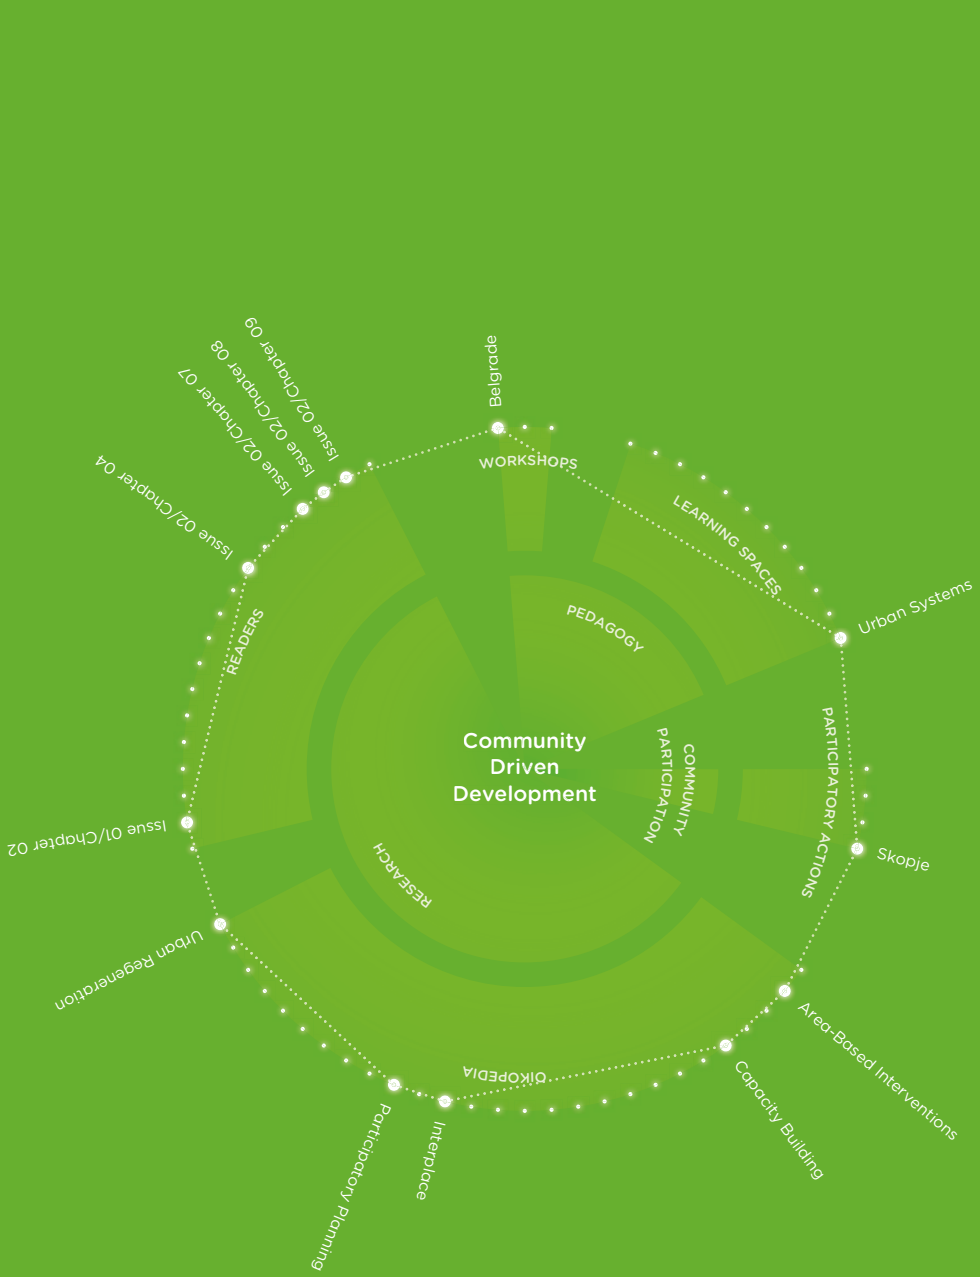 Belgrade
WORKSHOPS
LEARNING SPACES
Urban Systems
PEDAGOGY
PARTICIPATORY ACTIONS
COMMUNITY
PARTICIPATION
Skopje
Area-Based Interventions
Capacity Building
OIKOPEDIA
Interplace
Participatory Planning
Urban Regeneration
RESEARCH
Issue 01/Chapter 02
READERS
Issue 02/Chapter 04
Issue 02/Chapter 07
Issue 02/Chapter 08
Issue 02/Chapter 09
Community
Driven
Development